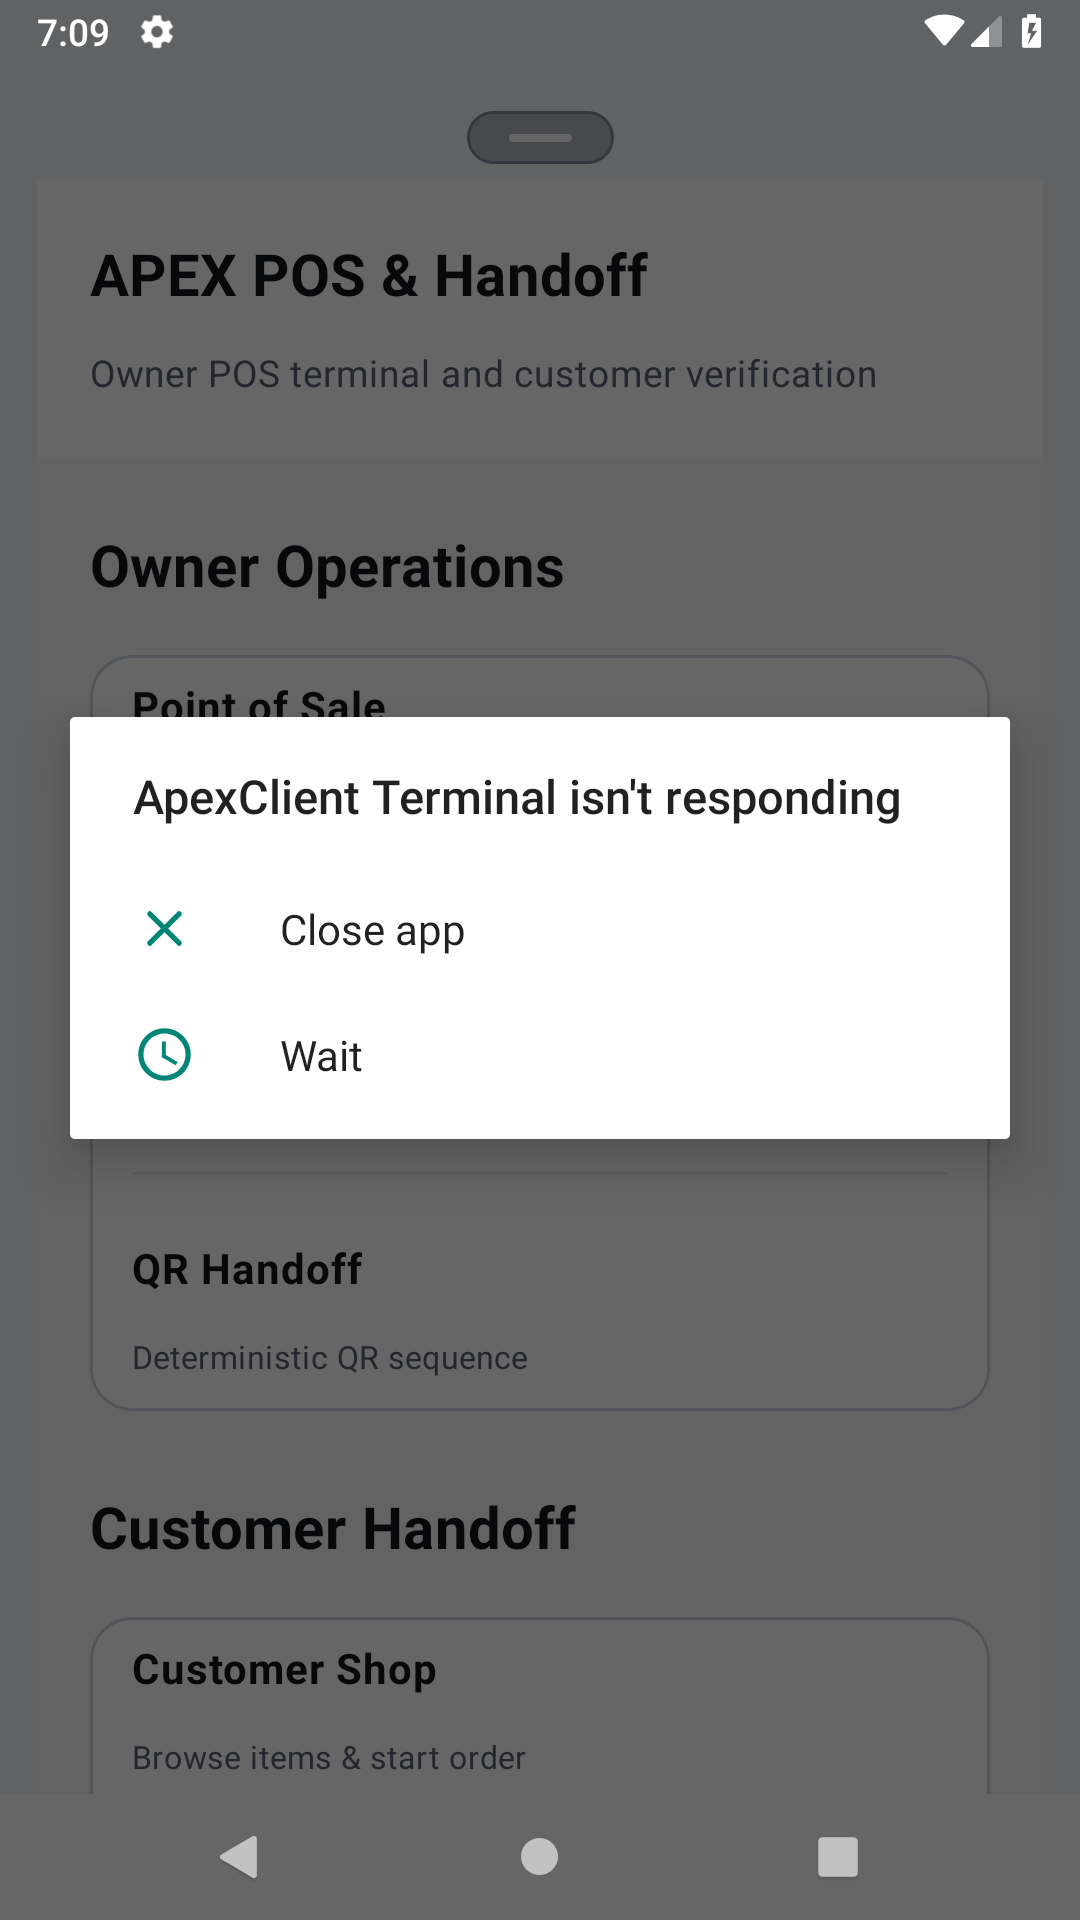 7:09
APEX POS & Handoff
Owner POS terminal and customer verification
Owner Operations
Point of Sale
ApexClient Terminal isn't responding
Close app
Wait
QR Handoff
Deterministic QR sequence
Customer Handoff
Customer Shop
Browse items & start order